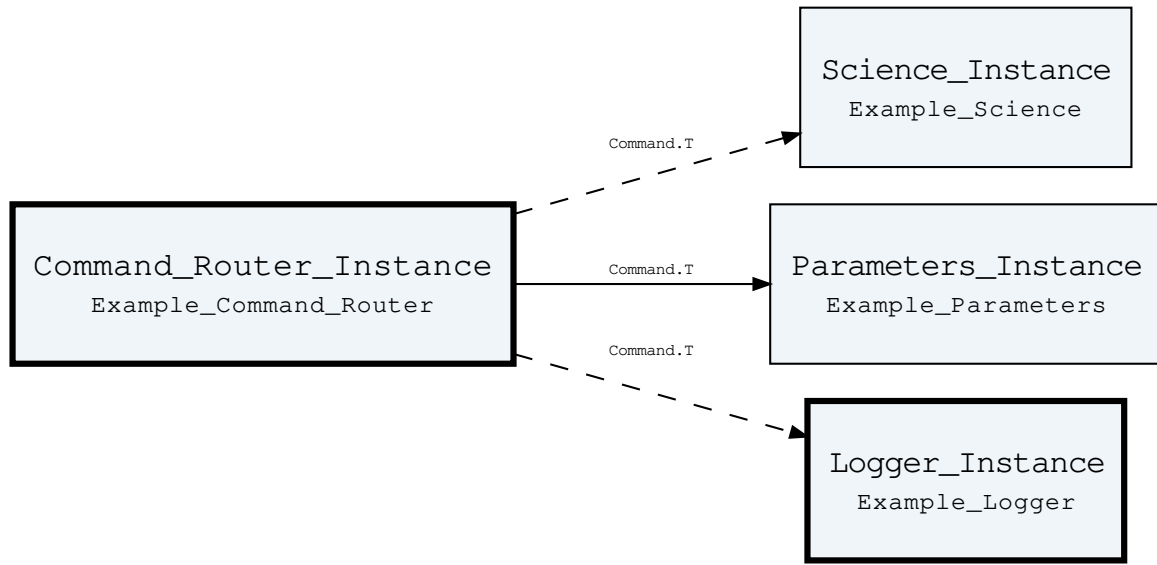 Science_Instance
Example_Science
Command.T
Command_Router_Instance
Example_Command_Router
Command.T
Parameters_Instance
Example_Parameters
Command.T
Logger_Instance
Example_Logger